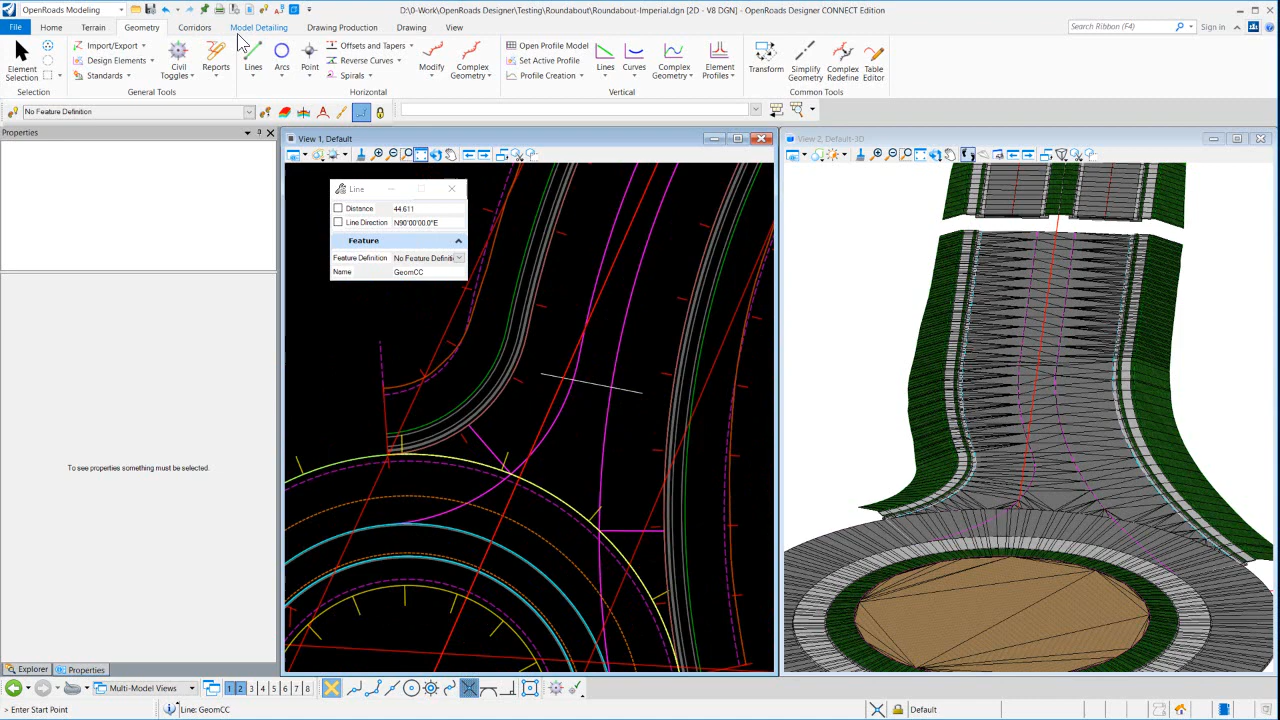 OpenRoads Modeling
D:\0-Work\OpenRoads Designer\Testing\Roundabout\Roundabout-Imperial.dgn [2D - V8 DGN] - OpenRoads Designer CONNECT Edition
File Home Terrain Geometry Corridors Model Detailing Drawing Production Drawing View
Search Ribbon (F4)
Sign in
Element Selection
Selection
Import/Export
Design Elements
Standards
Civil Toggles
Reports
General Tools
Lines
Arcs
Point
Offsets and Tapers
Reverse Curves
Spirals
Modify
Complex Geometry
Horizontal
Open Profile Model
Set Active Profile
Profile Creation
Lines
Curves
Complex Geometry
Element Profiles
Vertical
Transform
Simplify Geometry
Complex Redefine
Table Editor
Common Tools
No Feature Definition
Properties
To see properties something must be selected.
View 1, Default
Line
Distance 44.611
Line Direction N90°00'00.0"E
Feature
Feature Definition No Feature Definiti
Name GeomCC
View 2, Default-3D
Explorer Properties
Multi-Model Views
1 2 3 4 5 6 7 8
> Enter Start Point
Line: GeomCC
Default